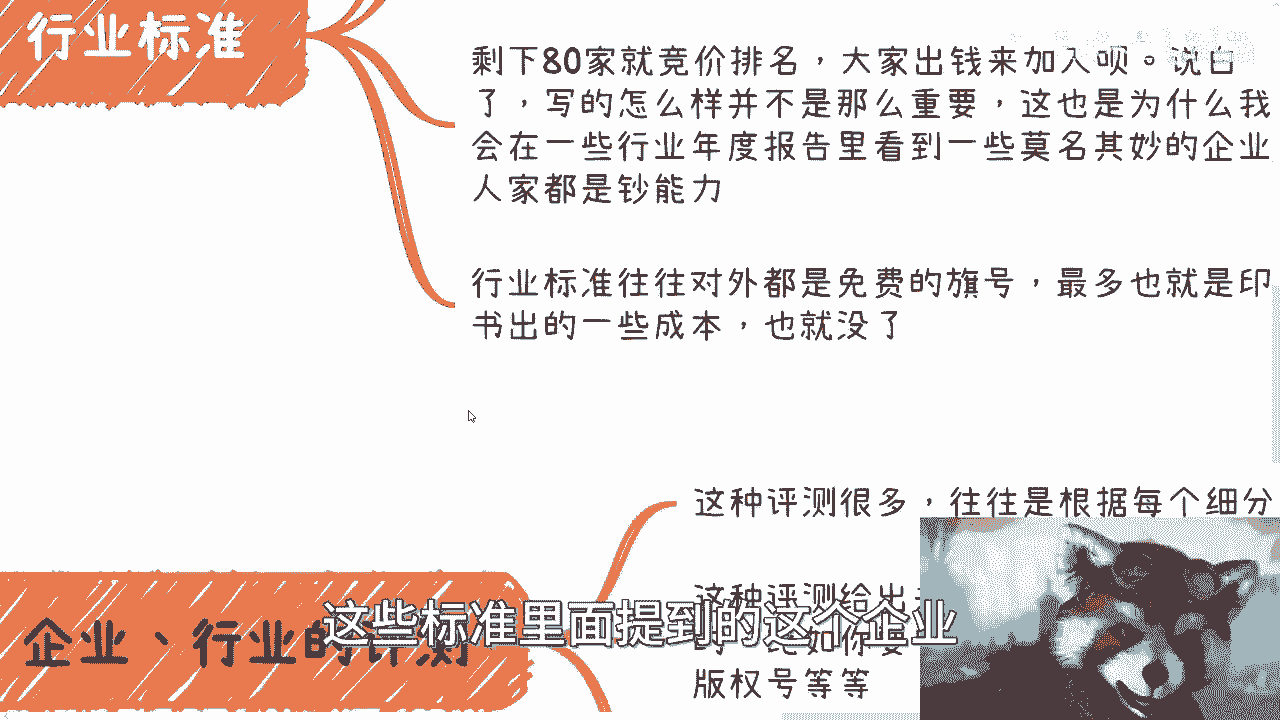 行业标准
剩下80家就竞价排名，大家出钱来加入呗。说白
了，写的怎么样并不是那么重要，这也是为什么我
会在一些行业年度报告里看到一些莫名其妙的企业
人家都是钞能力
行业标准往往对外都是免费的旗号，最多也就是印
书出的一些成本，也就没了
这种评测很多，往往是根据每个细分
这种评测给出
企业、行业的评测
这些标准里面提到的这个企业
版权号等等